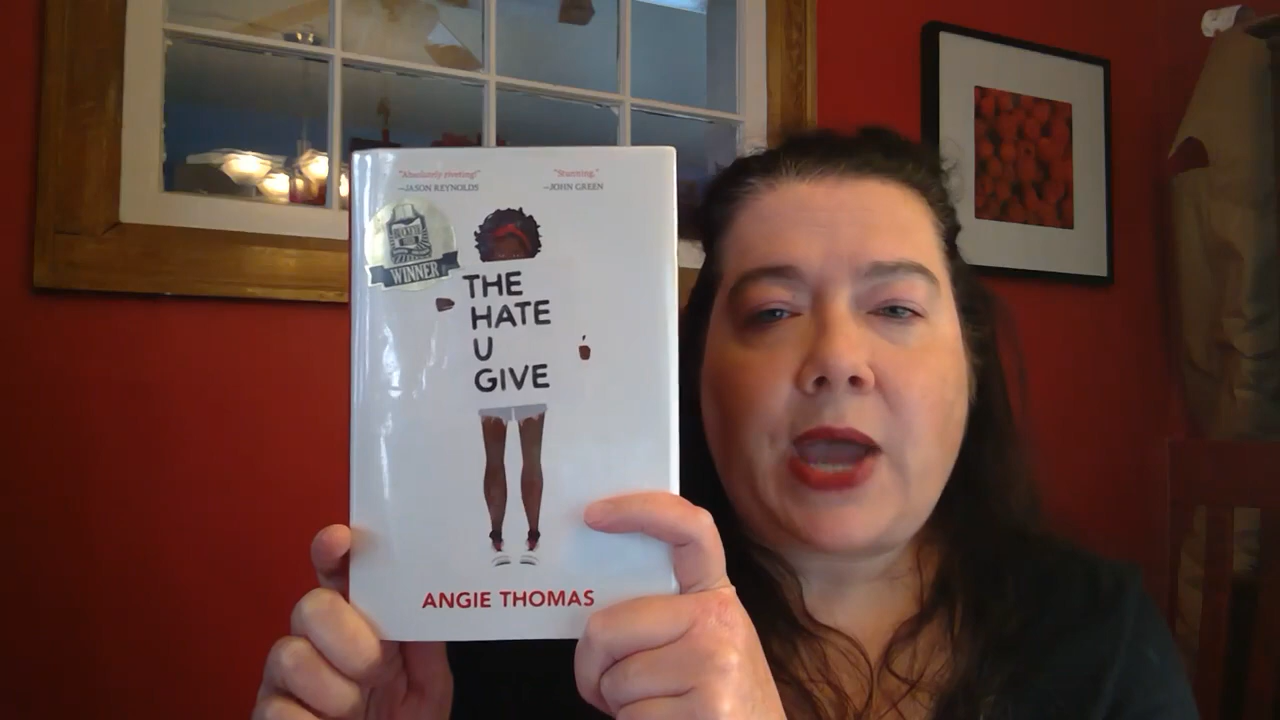 "Absolutely riveting!"
—JASON REYNOLDS
"Stunning."
—JOHN GREEN
WINNER
THE
HATE
U
GIVE
ANGIE THOMAS